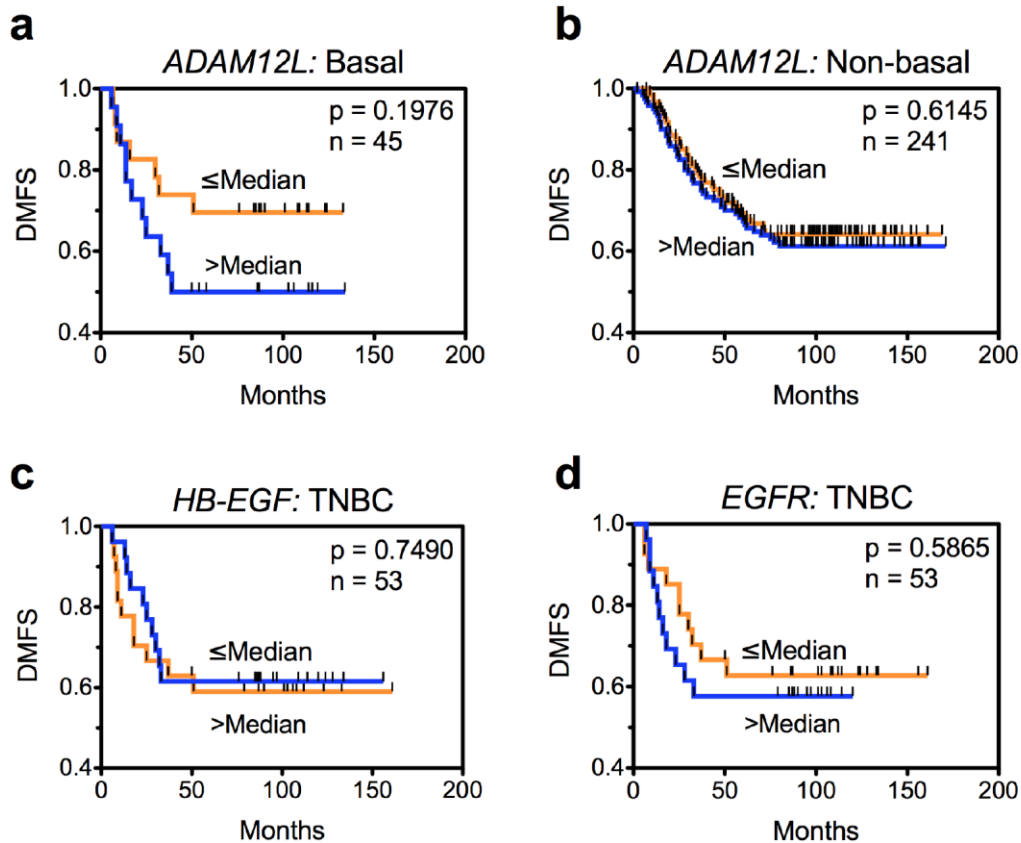 a
ADAM12L: Basal
1.0
0.8
0.6
0.4
DMFS
p = 0.1976
n = 45
≤Median
>Median
0 50 100 150 200
Months
b
ADAM12L: Non-basal
1.0
0.8
0.6
0.4
DMFS
p = 0.6145
n = 241
≤Median
>Median
0 50 100 150 200
Months
c
HB-EGF: TNBC
1.0
0.8
0.6
0.4
DMFS
p = 0.7490
n = 53
≤Median
>Median
0 50 100 150 200
Months
d
EGFR: TNBC
1.0
0.8
0.6
0.4
DMFS
p = 0.5865
n = 53
≤Median
>Median
0 50 100 150 200
Months